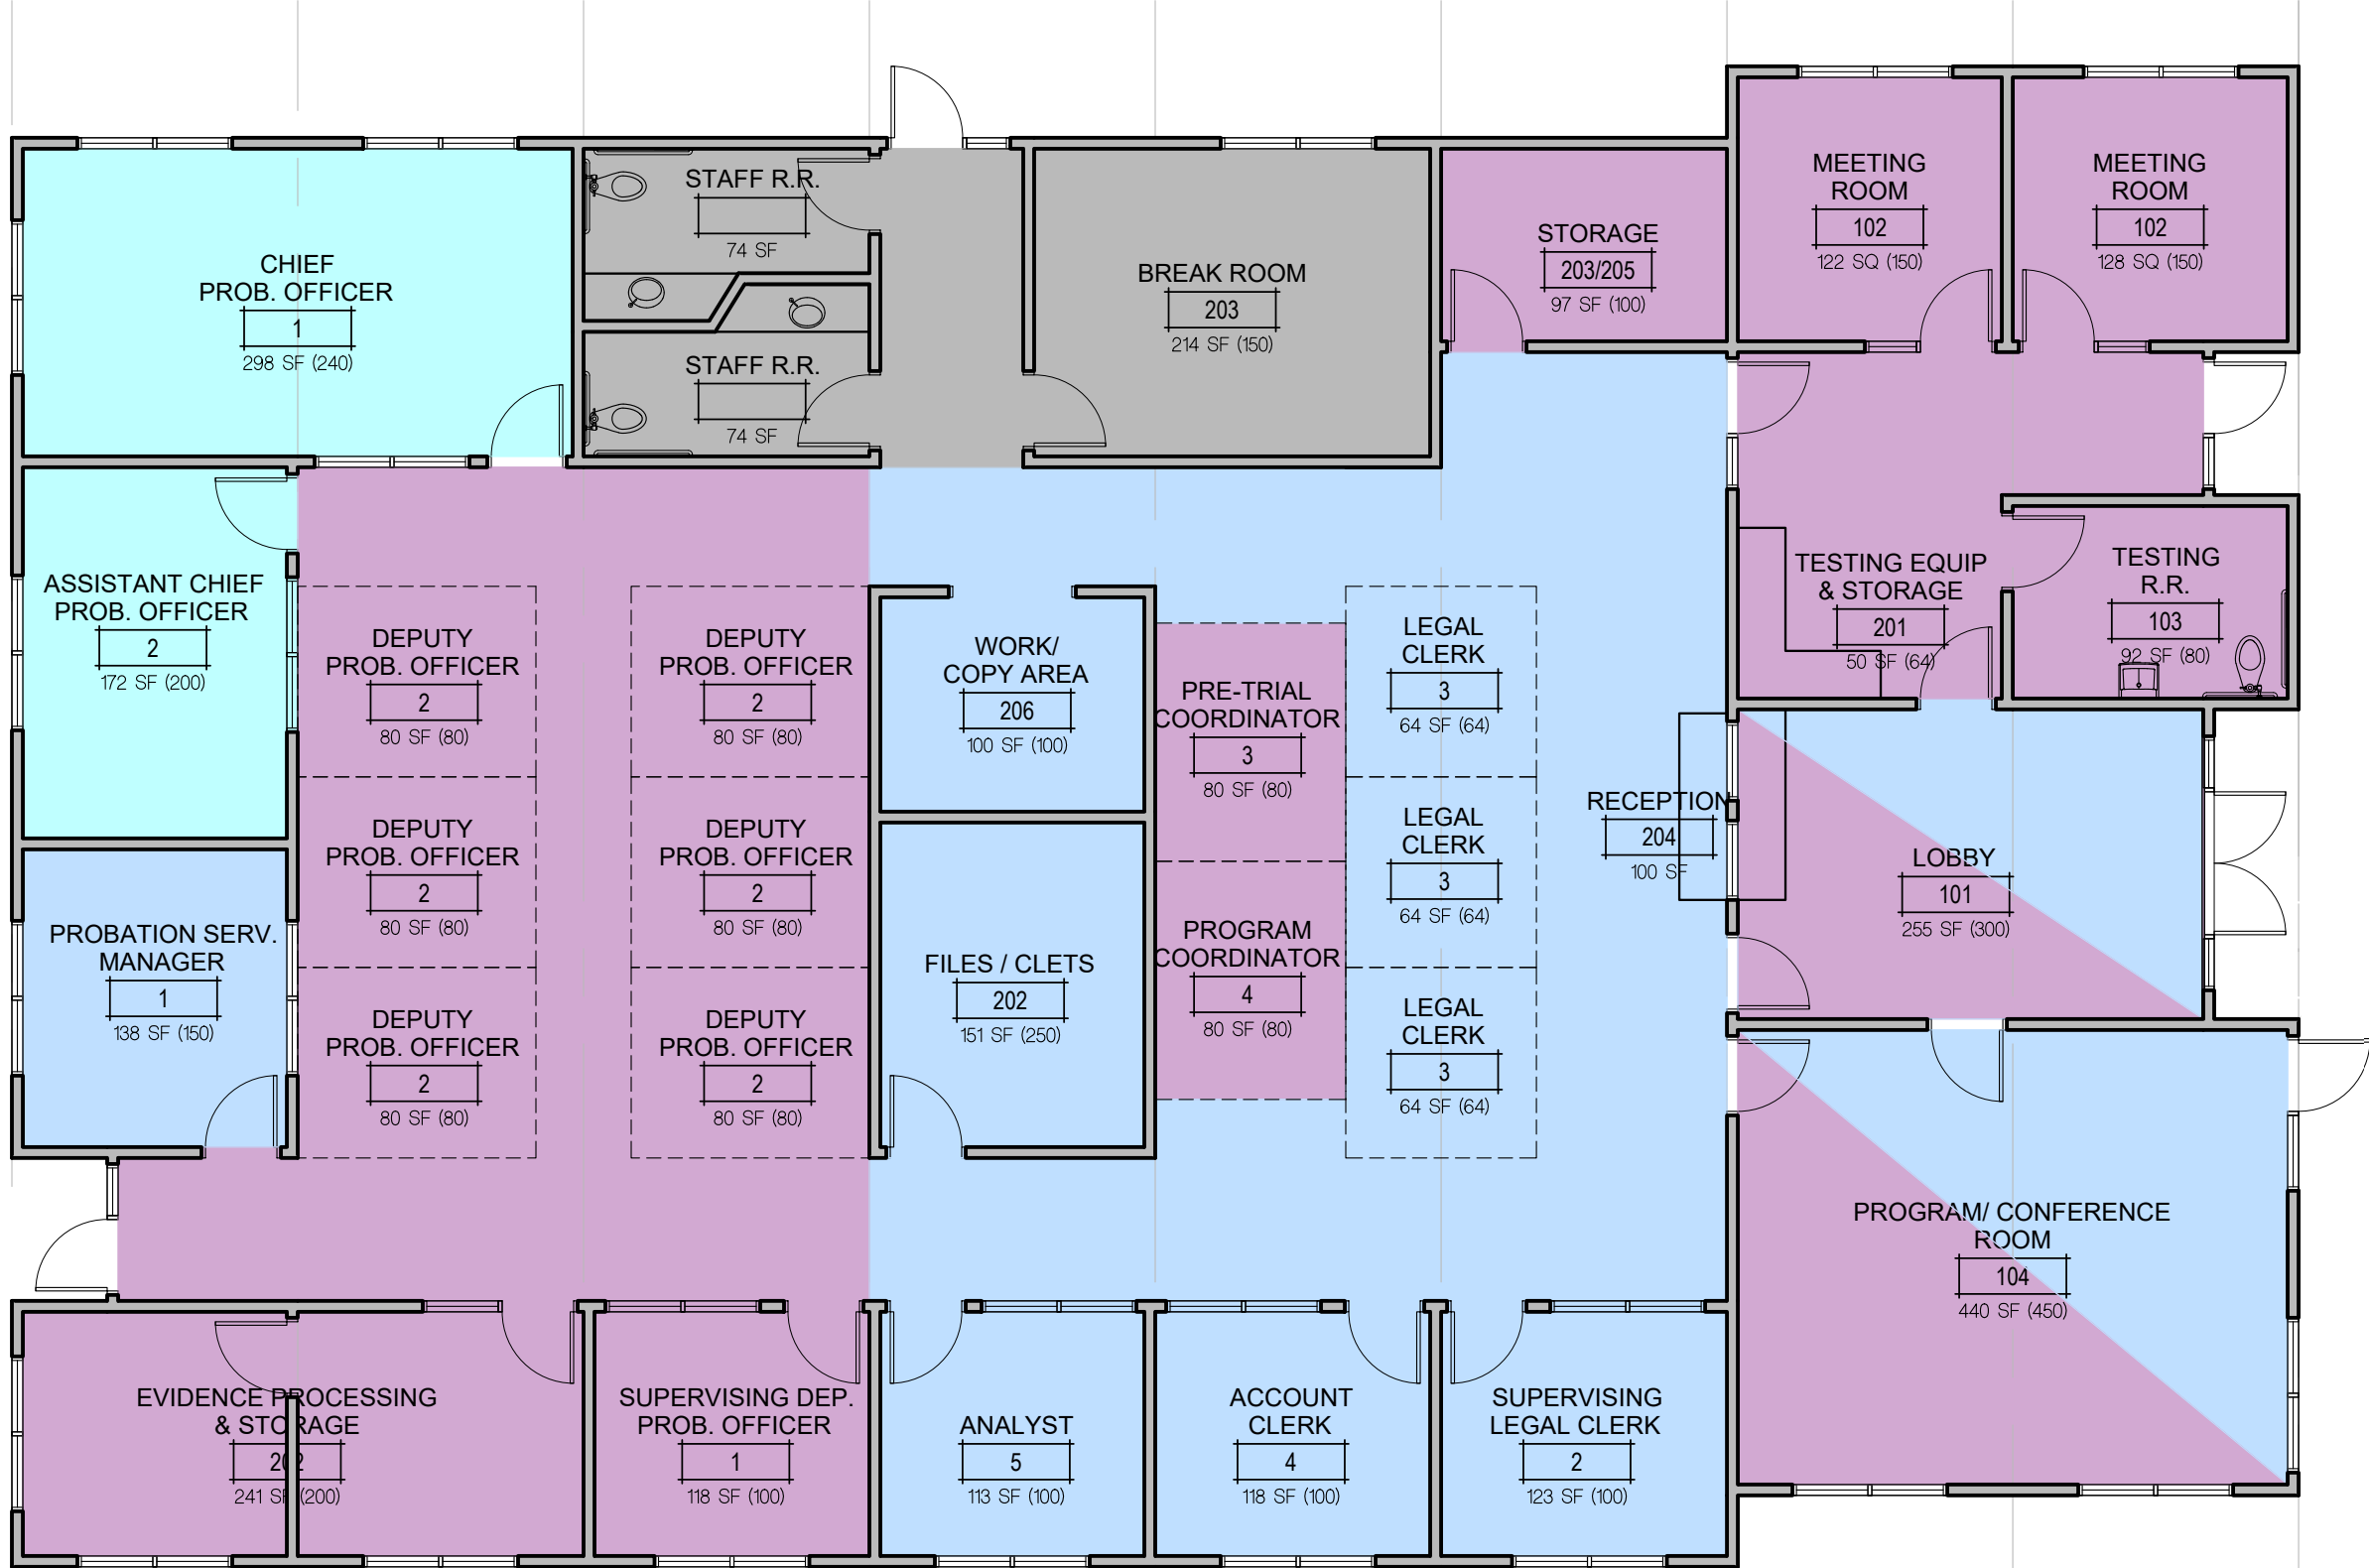 MEETING
ROOM
102
122 SQ (150)
MEETING
ROOM
102
128 SQ (150)
STAFF R.R.
74 SF
STORAGE
203/205
97 SF (100)
CHIEF
PROB. OFFICER
1
298 SF (240)
BREAK ROOM
203
214 SF (150)
STAFF R.R.
74 SF
ASSISTANT CHIEF
PROB. OFFICER
2
172 SF (200)
DEPUTY
PROB. OFFICER
2
80 SF (80)
DEPUTY
PROB. OFFICER
2
80 SF (80)
WORK/
COPY AREA
206
100 SF (100)
PRE-TRIAL
COORDINATOR
3
80 SF (80)
LEGAL
CLERK
3
64 SF (64)
TESTING EQUIP
& STORAGE
201
50 SF (64)
TESTING
R.R.
103
92 SF (80)
DEPUTY
PROB. OFFICER
2
80 SF (80)
DEPUTY
PROB. OFFICER
2
80 SF (80)
LEGAL
CLERK
3
64 SF (64)
RECEPTION
204
100 SF
LOBBY
101
255 SF (300)
PROBATION SERV.
MANAGER
1
138 SF (150)
FILES / CLETS
202
151 SF (250)
PROGRAM
COORDINATOR
4
80 SF (80)
DEPUTY
PROB. OFFICER
2
80 SF (80)
DEPUTY
PROB. OFFICER
2
80 SF (80)
LEGAL
CLERK
3
64 SF (64)
PROGRAM/ CONFERENCE
ROOM
104
440 SF (450)
EVIDENCE PROCESSING
& STORAGE
202
241 SF (200)
SUPERVISING DEP.
PROB. OFFICER
1
118 SF (100)
ANALYST
5
113 SF (100)
ACCOUNT
CLERK
4
118 SF (100)
SUPERVISING
LEGAL CLERK
2
123 SF (100)